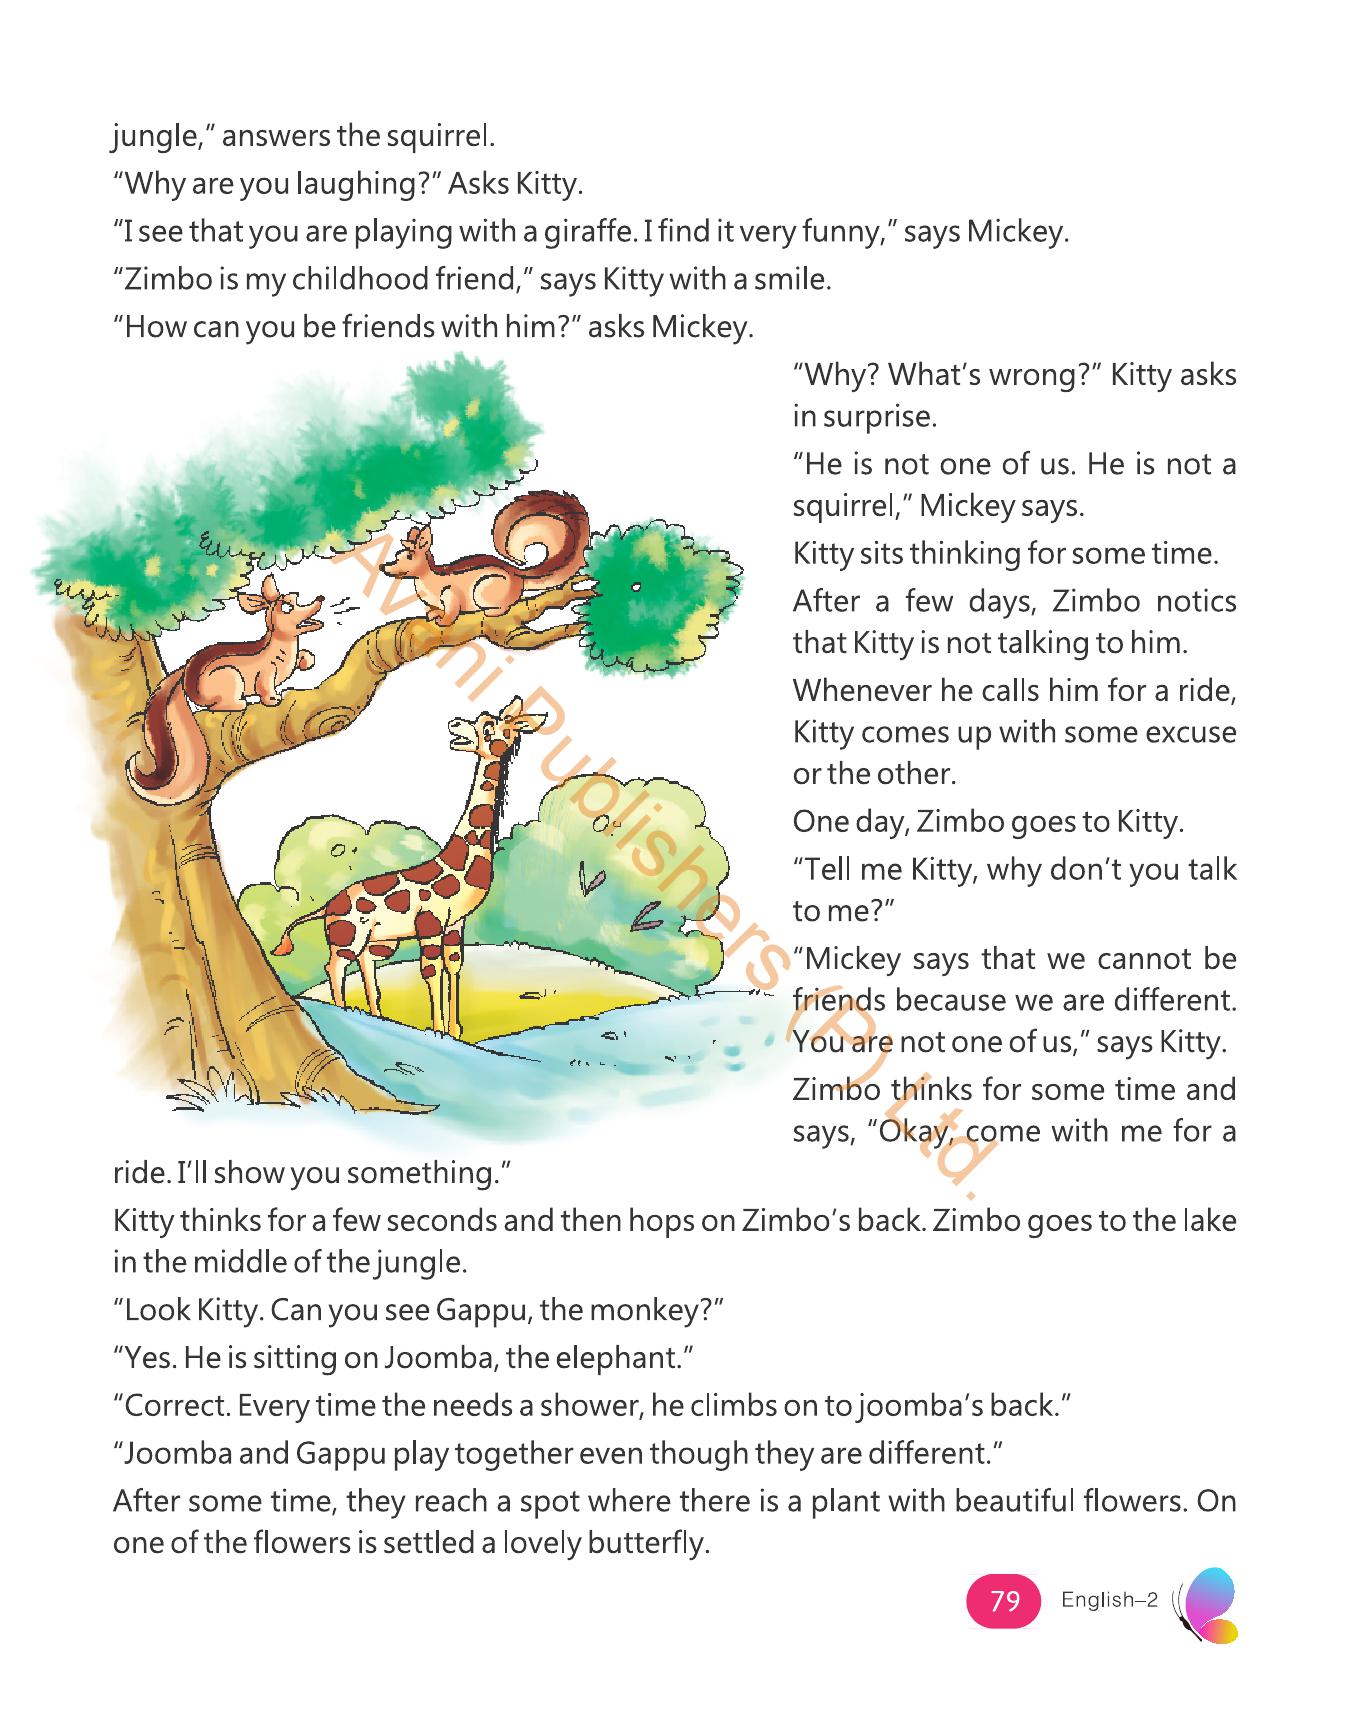 jungle,” answers the squirrel.
“Why are you laughing?” Asks Kitty.
“I see that you are playing with a giraffe. I find it very funny,” says Mickey.
“Zimbo is my childhood friend,” says Kitty with a smile.
“How can you be friends with him?” asks Mickey.
“Why? What’s wrong?” Kitty asks
in surprise.
“He is not one of us. He is not a
squirrel,” Mickey says.
Kitty sits thinking for some time.
After a few days, Zimbo notics
that Kitty is not talking to him.
Whenever he calls him for a ride,
Kitty comes up with some excuse
or the other.
One day, Zimbo goes to Kitty.
“Tell me Kitty, why don’t you talk
to me?”
“Mickey says that we cannot be
friends because we are different.
You are not one of us,” says Kitty.
Zimbo thinks for some time and
says, “Okay, come with me for a
ride. I’ll show you something.”
Kitty thinks for a few seconds and then hops on Zimbo’s back. Zimbo goes to the lake
in the middle of the jungle.
“Look Kitty. Can you see Gappu, the monkey?”
“Yes. He is sitting on Joomba, the elephant.”
“Correct. Every time the needs a shower, he climbs on to joomba’s back.”
“Joomba and Gappu play together even though they are different.”
After some time, they reach a spot where there is a plant with beautiful flowers. On
one of the flowers is settled a lovely butterfly.
79 English–2
Avani Publishers (P) Ltd.